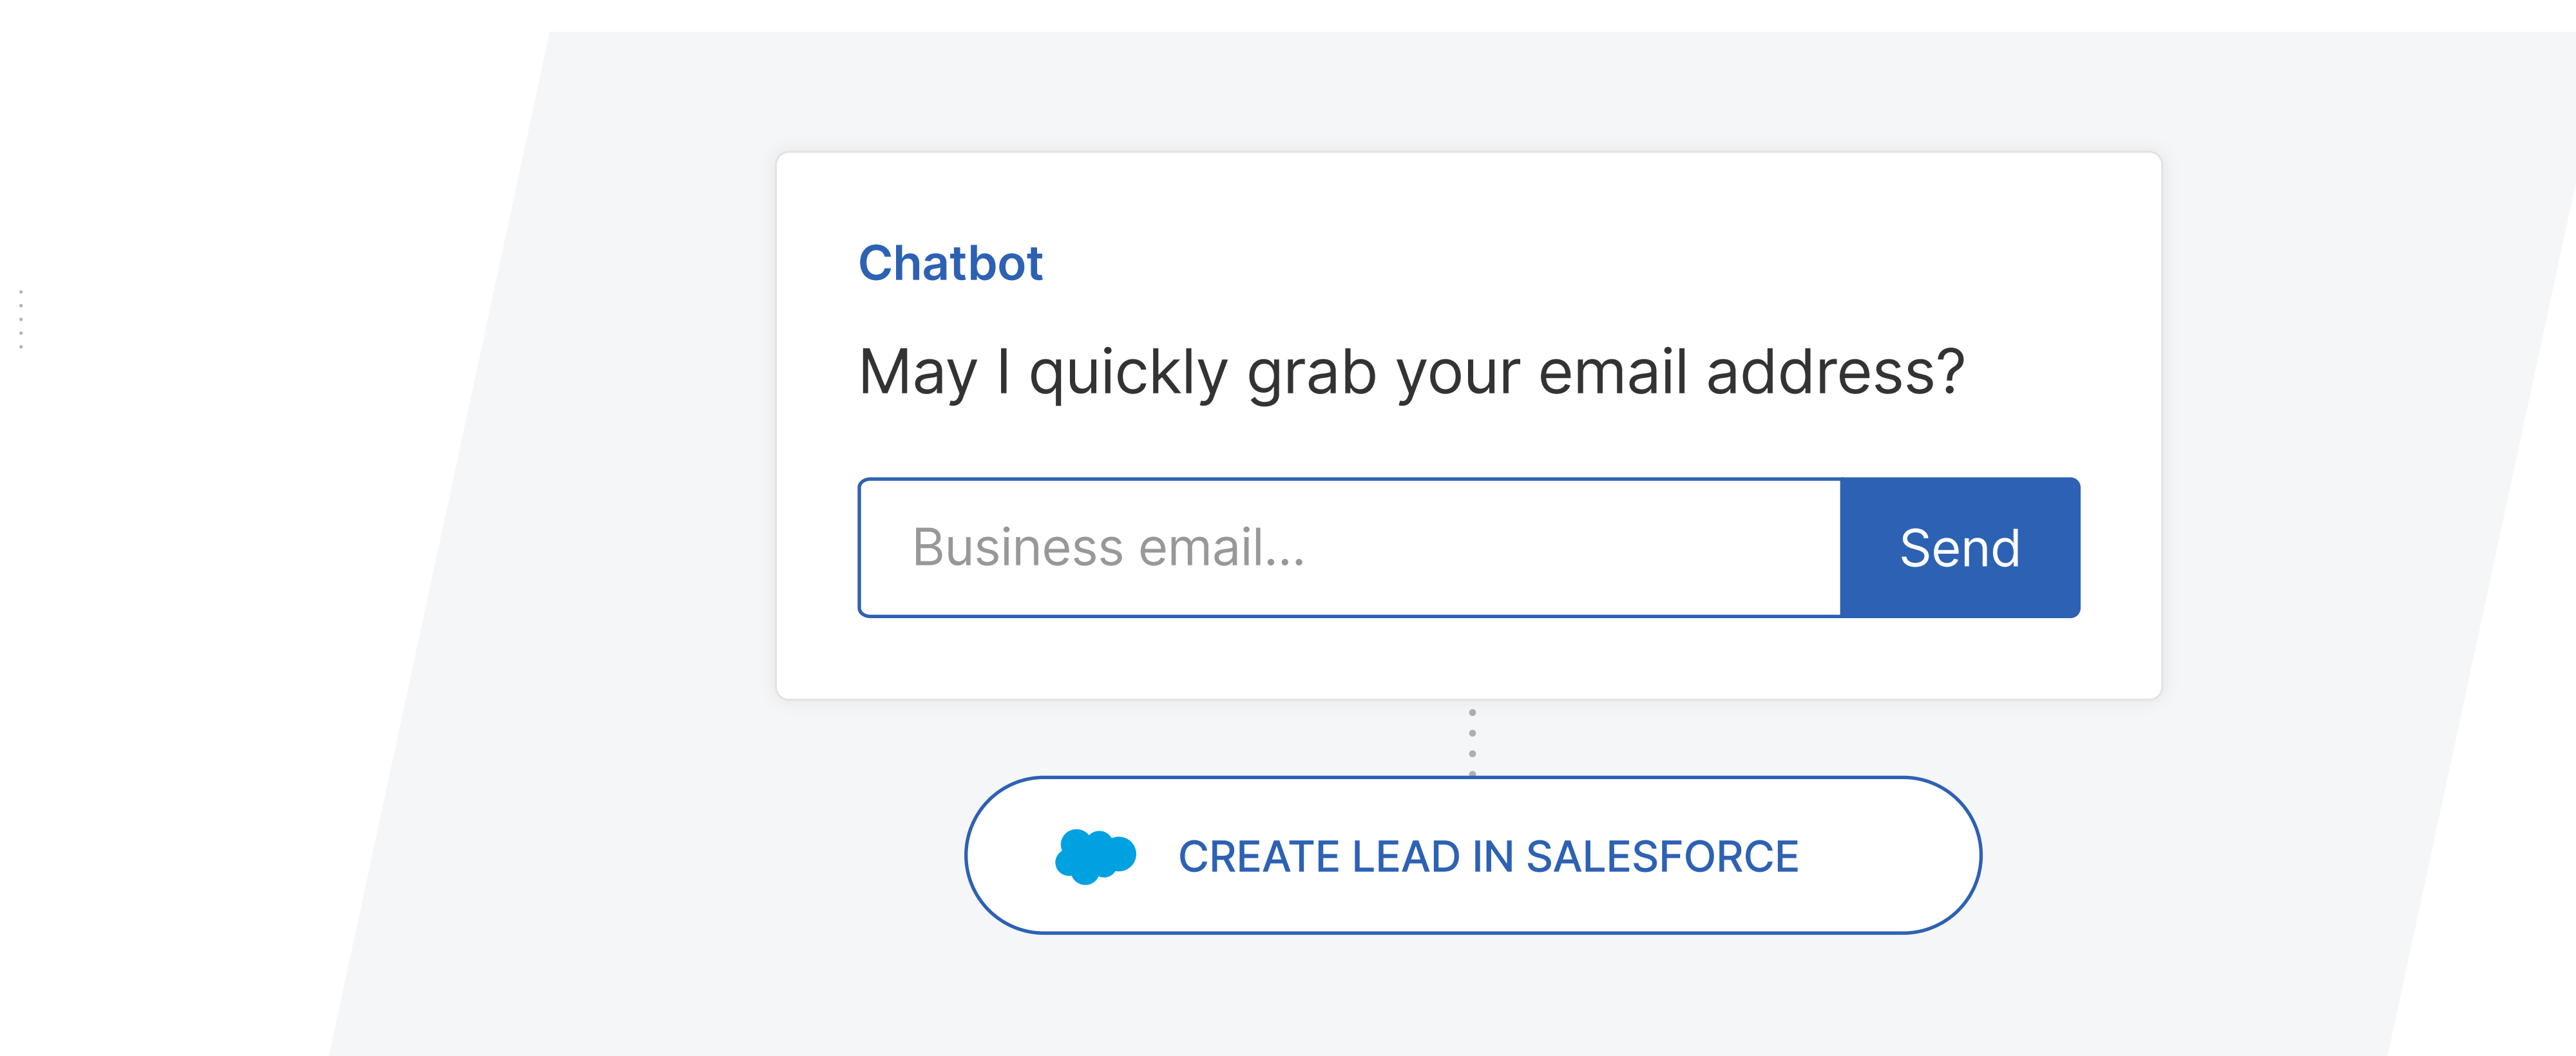 Chatbot
May I quickly grab your email address?
Business email...
Send
CREATE LEAD IN SALESFORCE